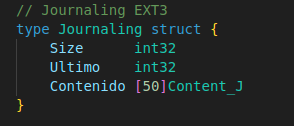 // Journaling EXT3
type Journaling struct {
    Size      int32
    Ultimo    int32
    Contenido [50]Content_J
}